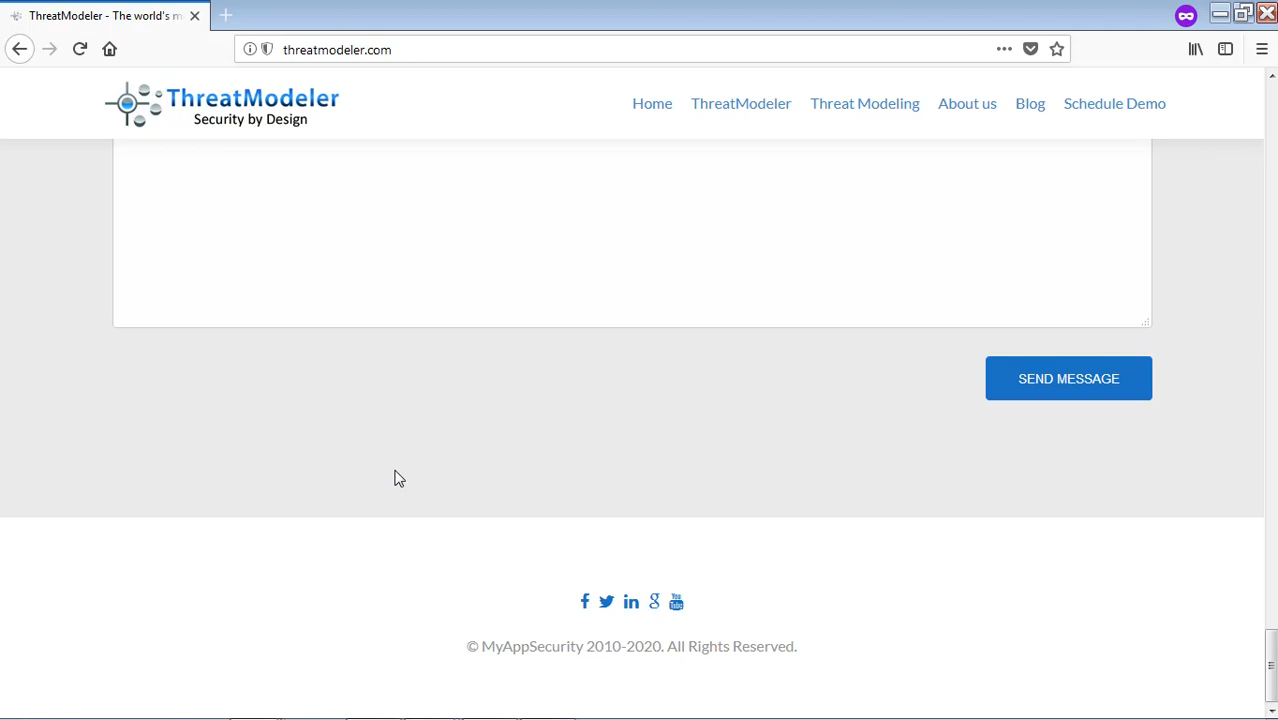 ThreatModeler - The world's m
threatmodeler.com
ThreatModeler
Security by Design
Home ThreatModeler Threat Modeling About us Blog Schedule Demo
SEND MESSAGE
© MyAppSecurity 2010-2020. All Rights Reserved.